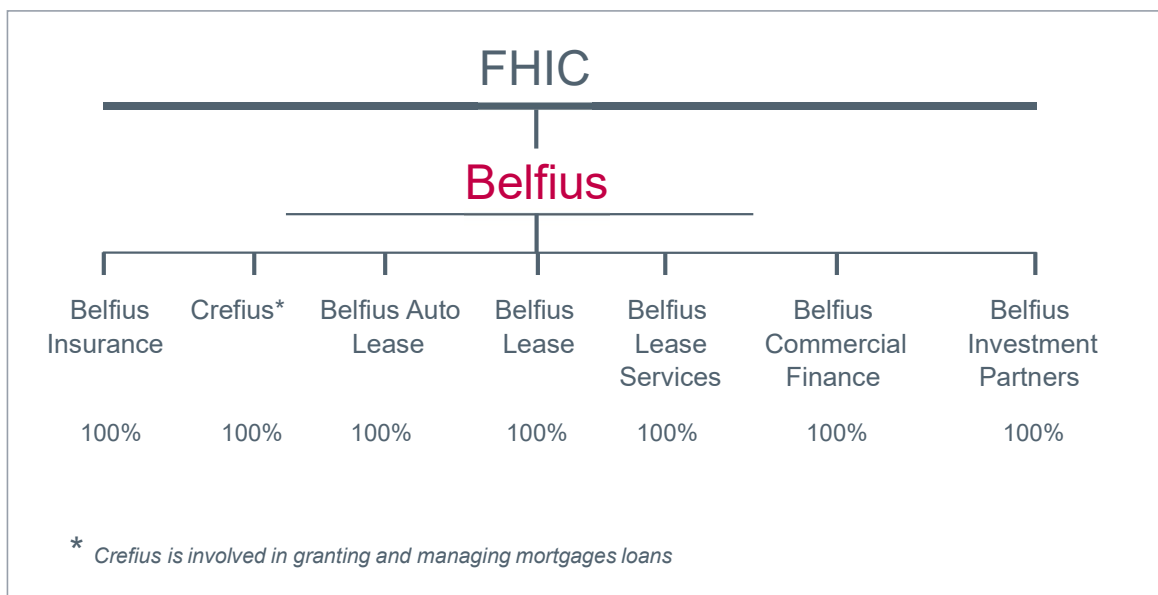 FHIC
Belfius
Belfius
Insurance
Crefius*
Belfius Auto
Lease
Belfius
Lease
Belfius
Lease
Services
Belfius
Commercial
Finance
Belfius
Investment
Partners
100%
100%
100%
100%
100%
100%
100%
* Crefius is involved in granting and managing mortgages loans